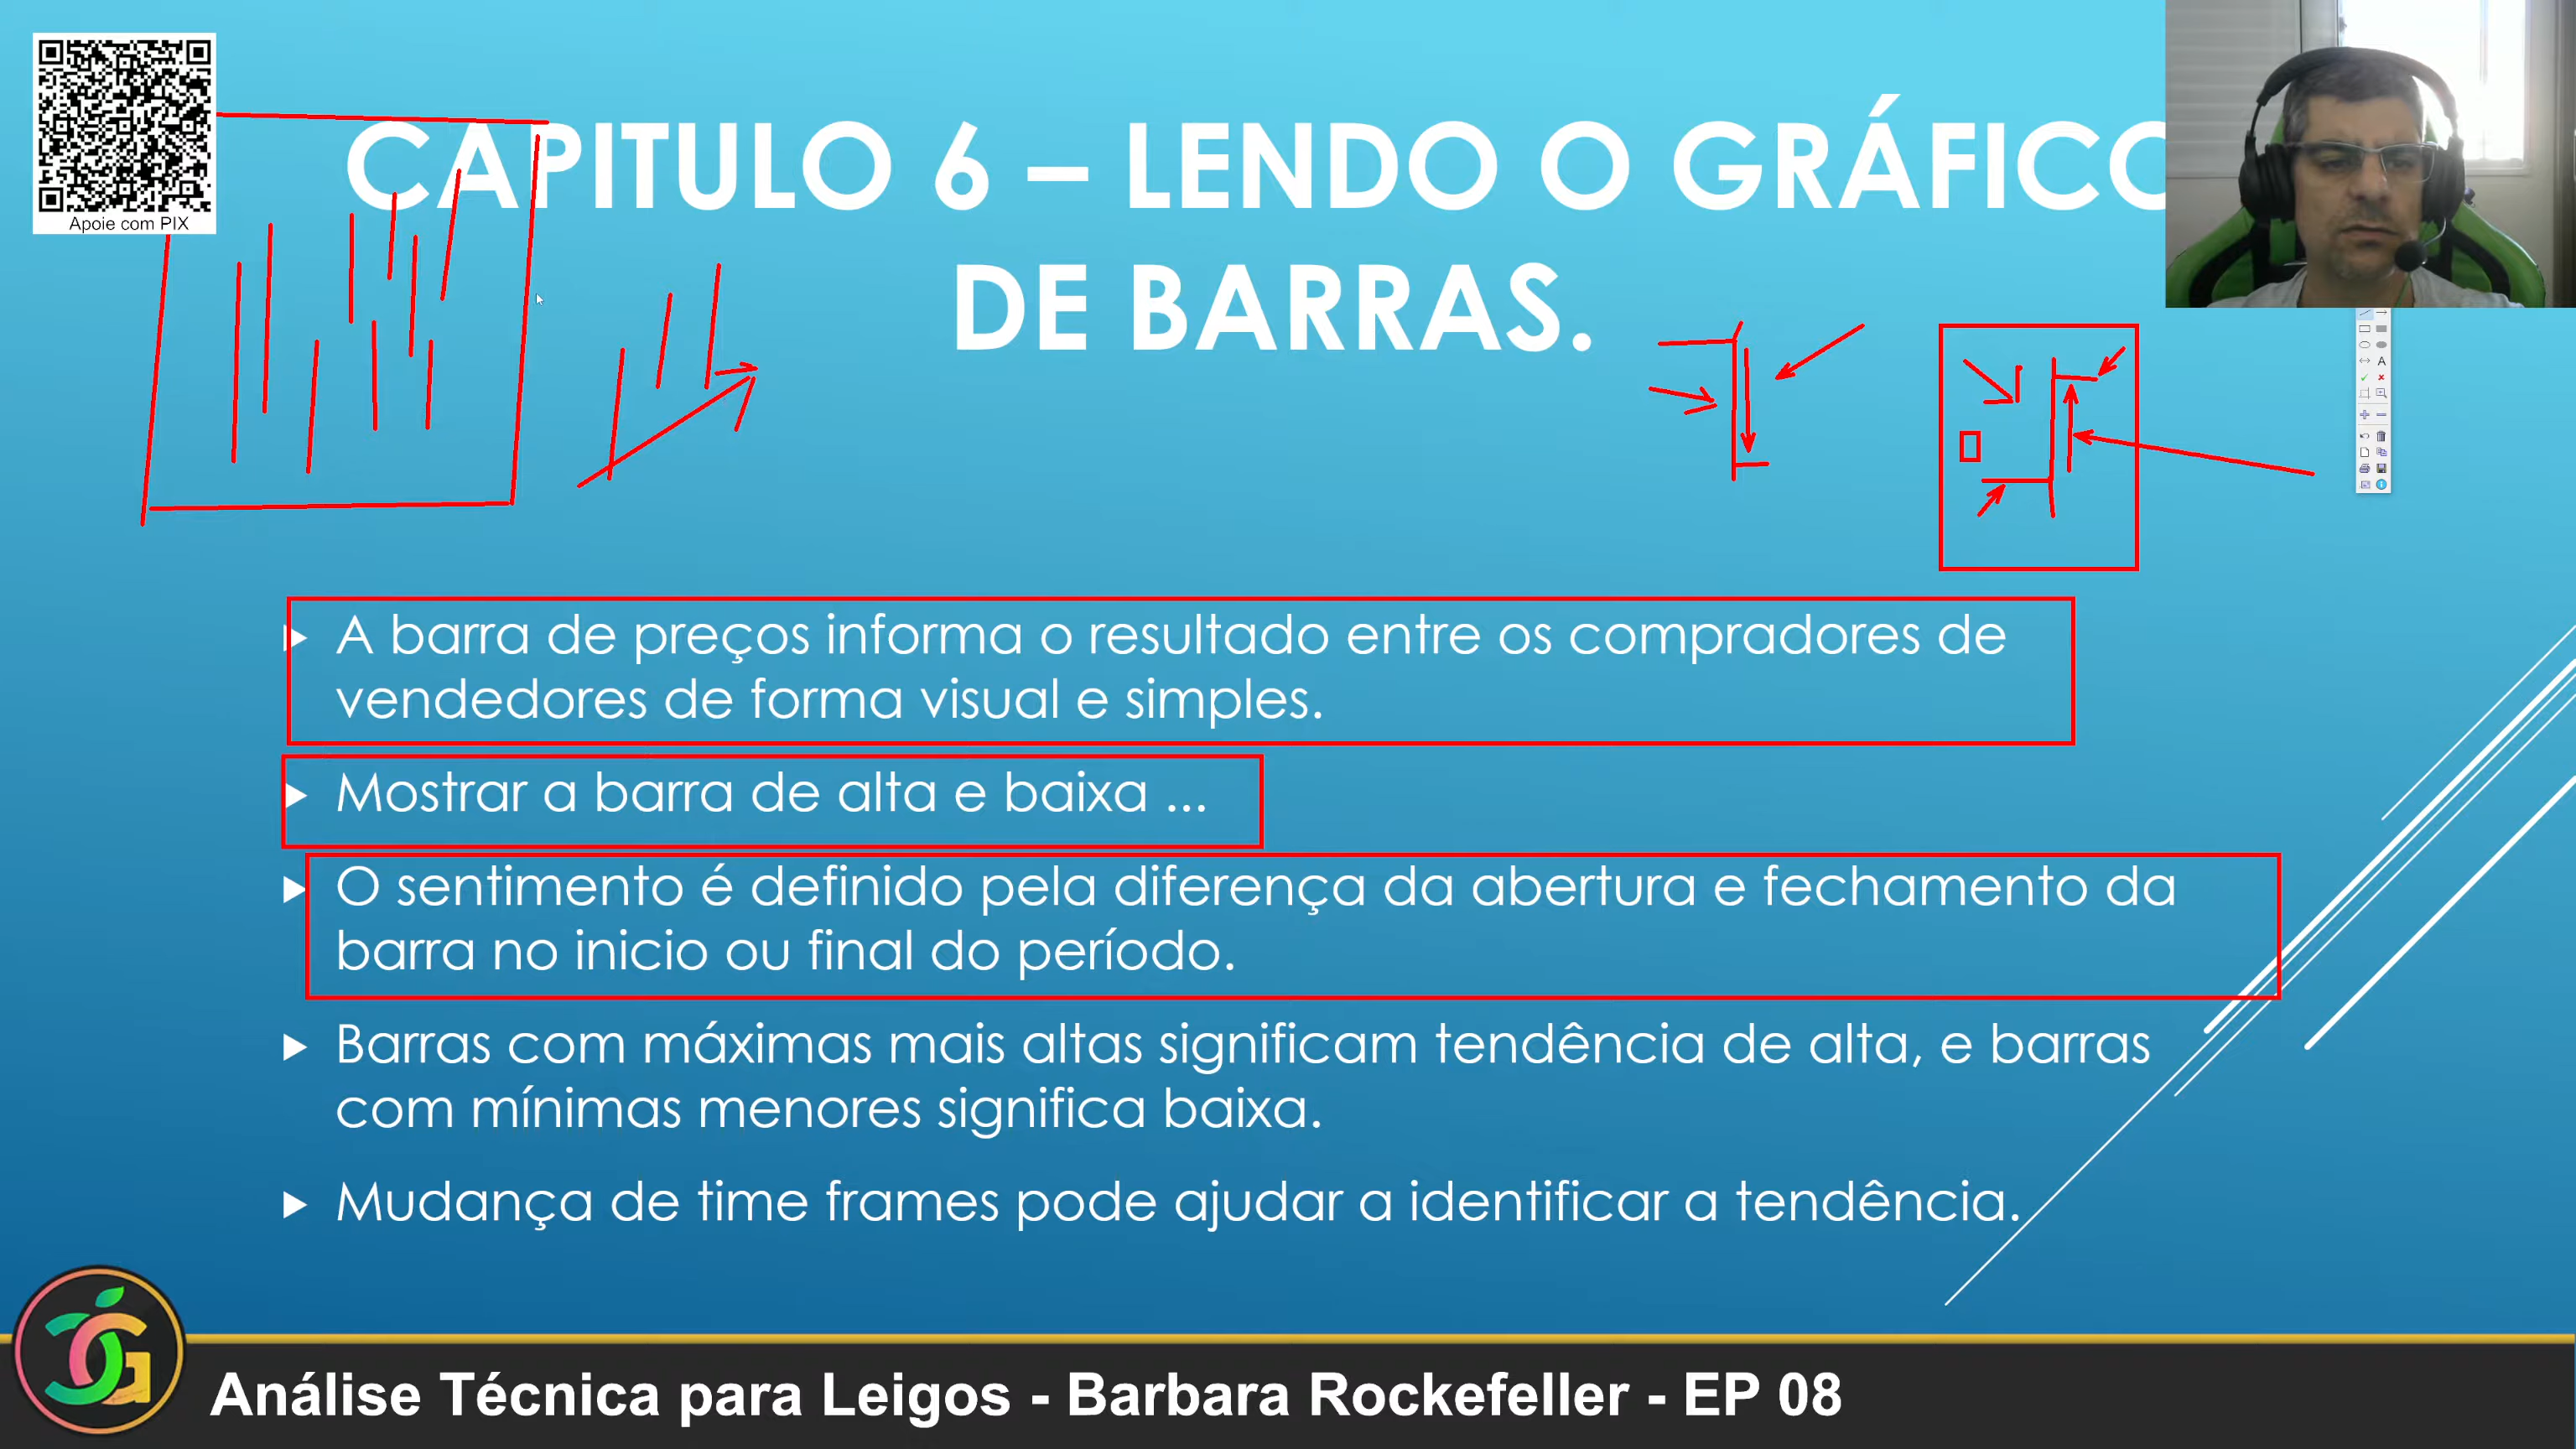 Apoie com PIX
CAPITULO 6 – LENDO O GRÁFICO
DE BARRAS.
A barra de preços informa o resultado entre os compradores de
vendedores de forma visual e simples.
Mostrar a barra de alta e baixa ...
O sentimento é definido pela diferença da abertura e fechamento da
barra no inicio ou final do período.
Barras com máximas mais altas significam tendência de alta, e barras
com mínimas menores significa baixa.
Mudança de time frames pode ajudar a identificar a tendência.
Análise Técnica para Leigos - Barbara Rockefeller - EP 08